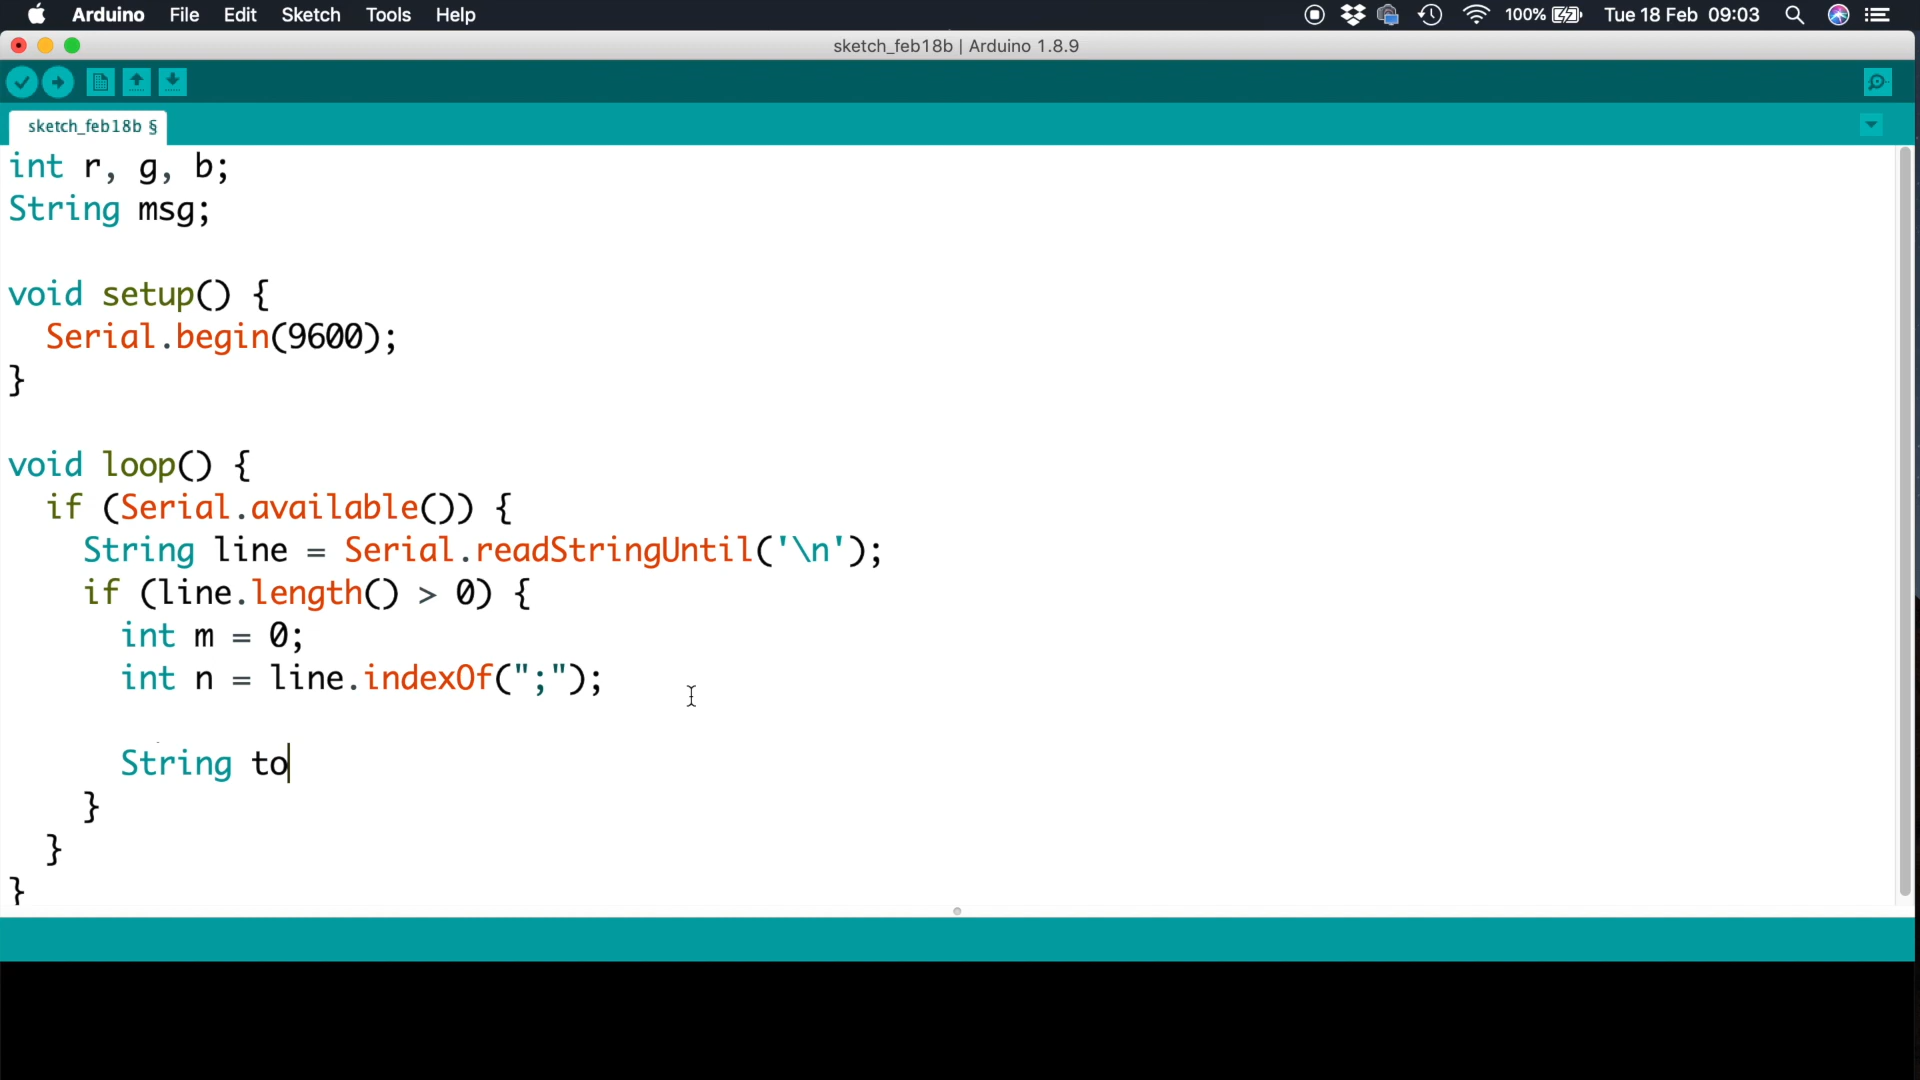 Arduino File Edit Sketch Tools Help 100% Tue 18 Feb 09:03
sketch_feb18b | Arduino 1.8.9
sketch_feb18b §
int r, g, b;
String msg;
void setup() {
  Serial.begin(9600);
}
void loop() {
  if (Serial.available()) {
    String line = Serial.readStringUntil('\n');
    if (line.length() > 0) {
      int m = 0;
      int n = line.indexOf(";");
      String to
    }
  }
}